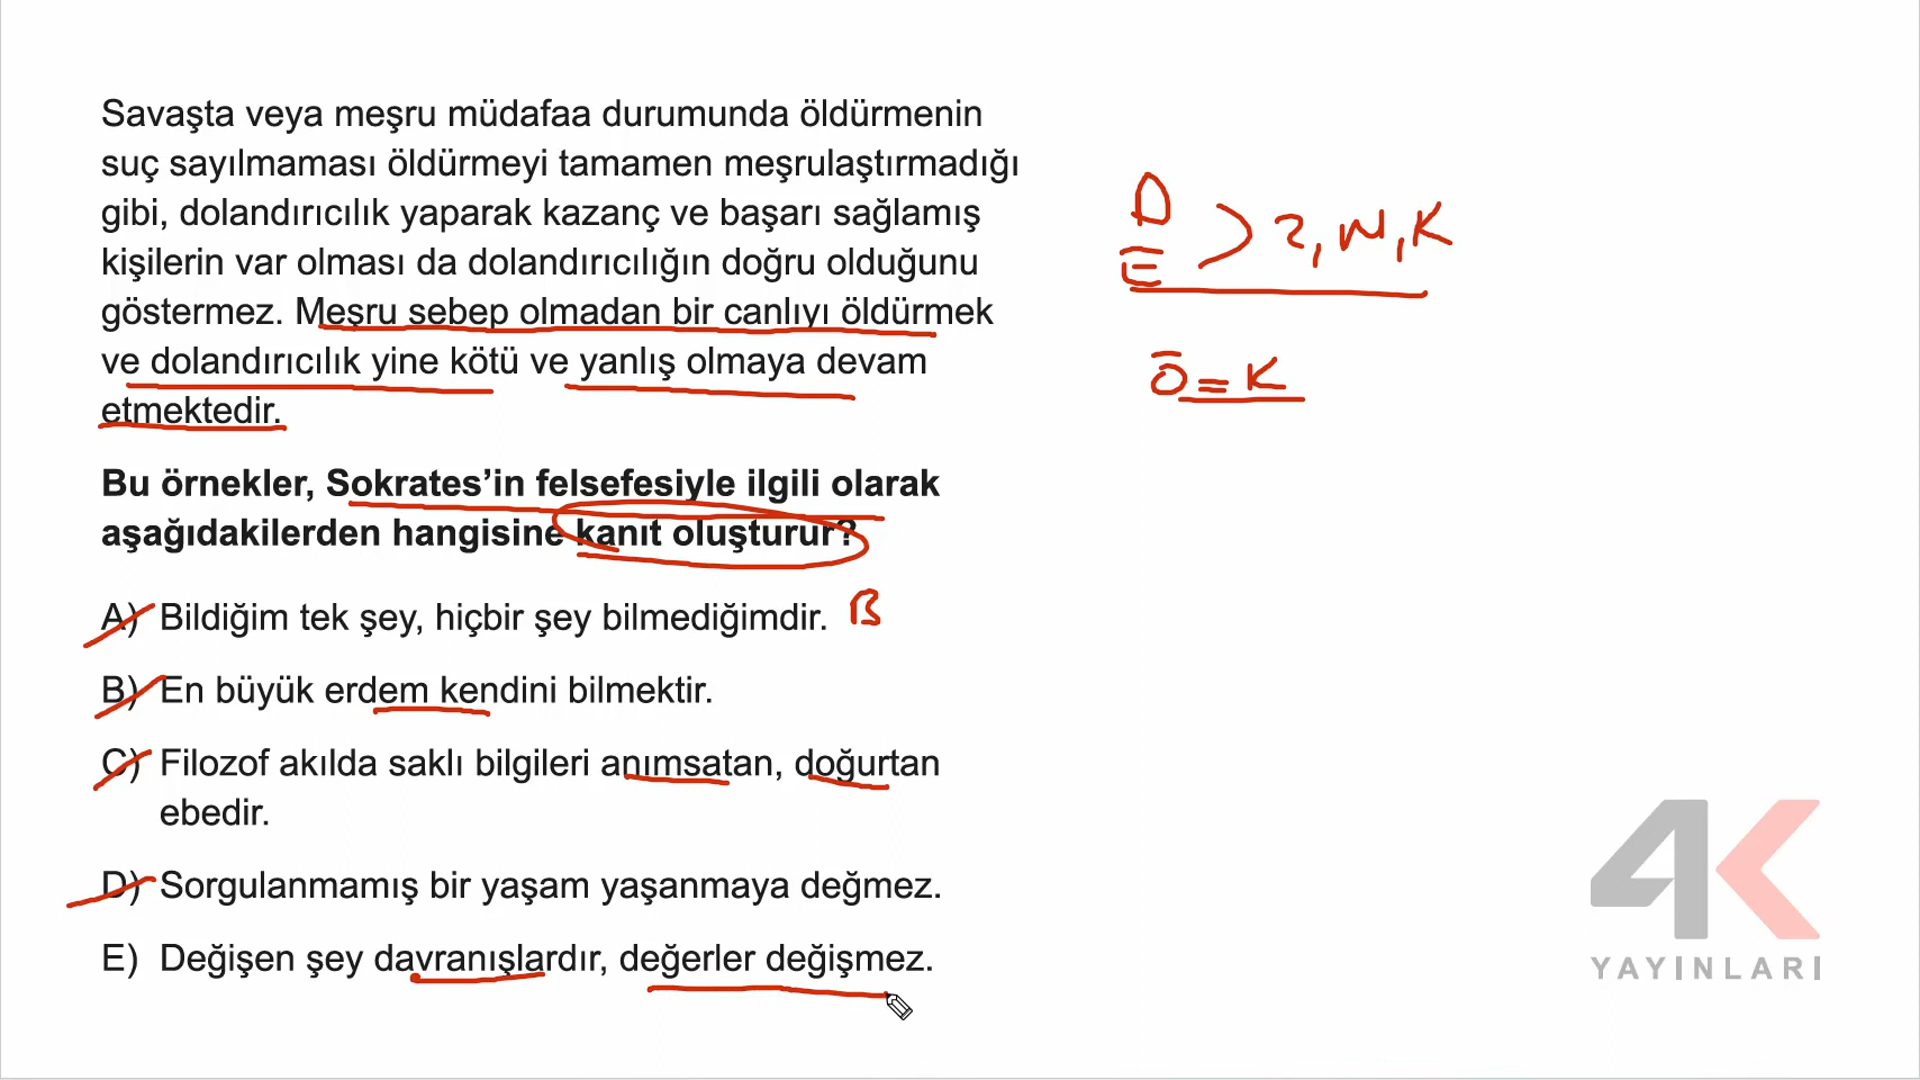 Savaşta veya meşru müdafaa durumunda öldürmenin
suç sayılmaması öldürmeyi tamamen meşrulaştırmadığı
gibi, dolandırıcılık yaparak kazanç ve başarı sağlamış
kişilerin var olması da dolandırıcılığın doğru olduğunu
göstermez. Meşru sebep olmadan bir canlıyı öldürmek
ve dolandırıcılık yine kötü ve yanlış olmaya devam
etmektedir.
Bu örnekler, Sokrates’in felsefesiyle ilgili olarak
aşağıdakilerden hangisine kanıt oluşturur?
A) Bildiğim tek şey, hiçbir şey bilmediğimdir. B
B) En büyük erdem kendini bilmektir.
C) Filozof akılda saklı bilgileri anımsatan, doğurtan
ebedir.
D) Sorgulanmamış bir yaşam yaşanmaya değmez.
E) Değişen şey davranışlardır, değerler değişmez.
D
E
N, K
Ö = K
4K
YAYINLARI